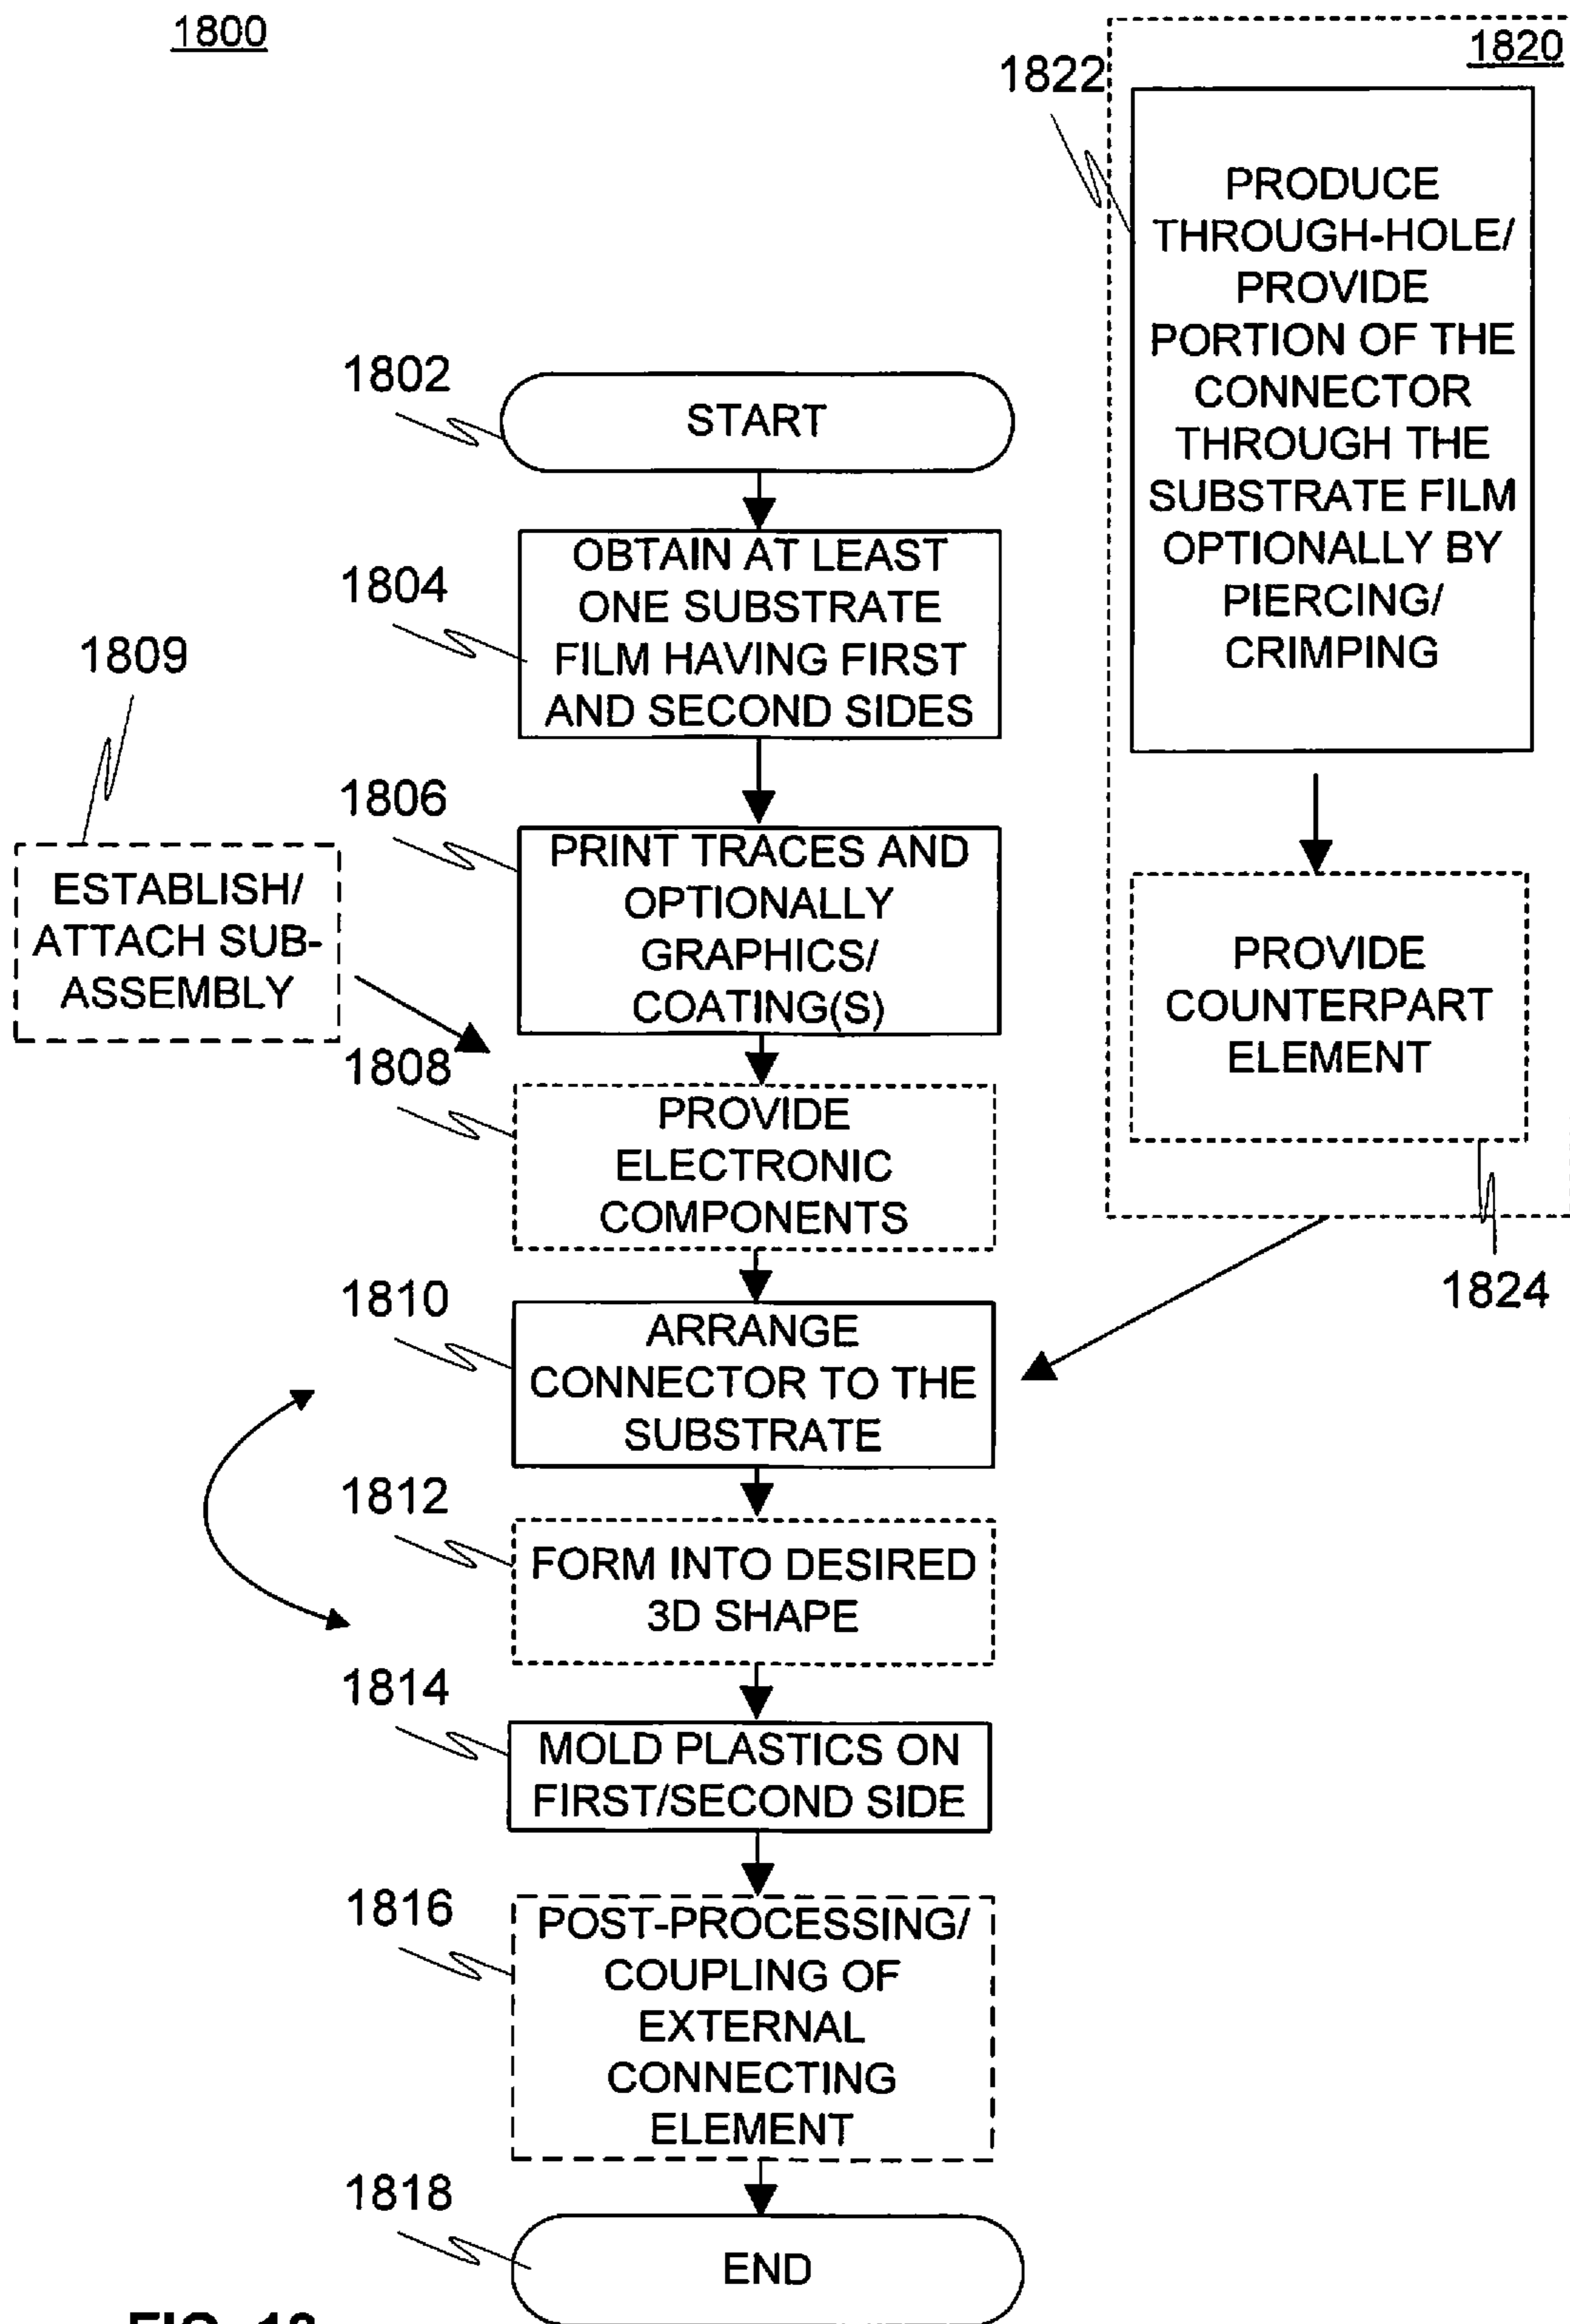 1800
1820
1822
PRODUCE
THROUGH-HOLE/
PROVIDE
PORTION OF THE
CONNECTOR
THROUGH THE
SUBSTRATE FILM
OPTIONALLY BY
PIERCING/
CRIMPING
1802
START
1804
OBTAIN AT LEAST
ONE SUBSTRATE
FILM HAVING FIRST
AND SECOND SIDES
1809
ESTABLISH/
ATTACH SUB-
ASSEMBLY
1806
PRINT TRACES AND
OPTIONALLY
GRAPHICS/
COATING(S)
PROVIDE
COUNTERPART
ELEMENT
1824
1808
PROVIDE
ELECTRONIC
COMPONENTS
1810
ARRANGE
CONNECTOR TO THE
SUBSTRATE
1812
FORM INTO DESIRED
3D SHAPE
1814
MOLD PLASTICS ON
FIRST/SECOND SIDE
1816
POST-PROCESSING/
COUPLING OF
EXTERNAL
CONNECTING
ELEMENT
1818
END